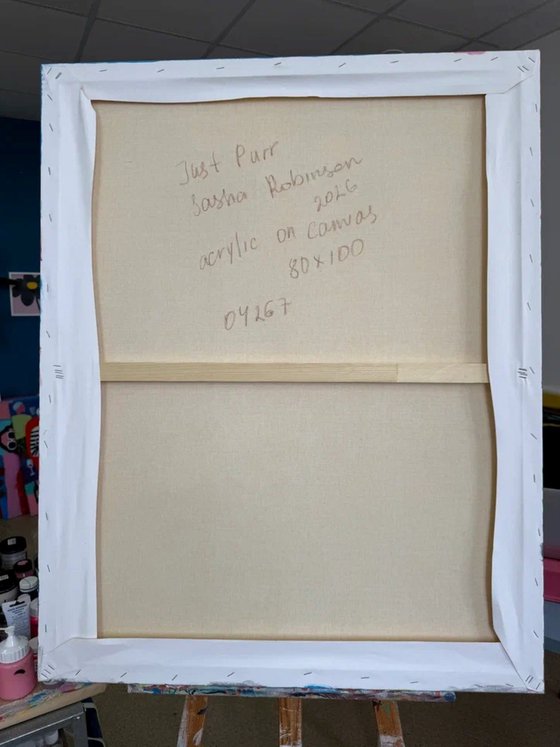 Just Purr
Sasha Robinson
2026
acrylic on canvas
80x100
04267